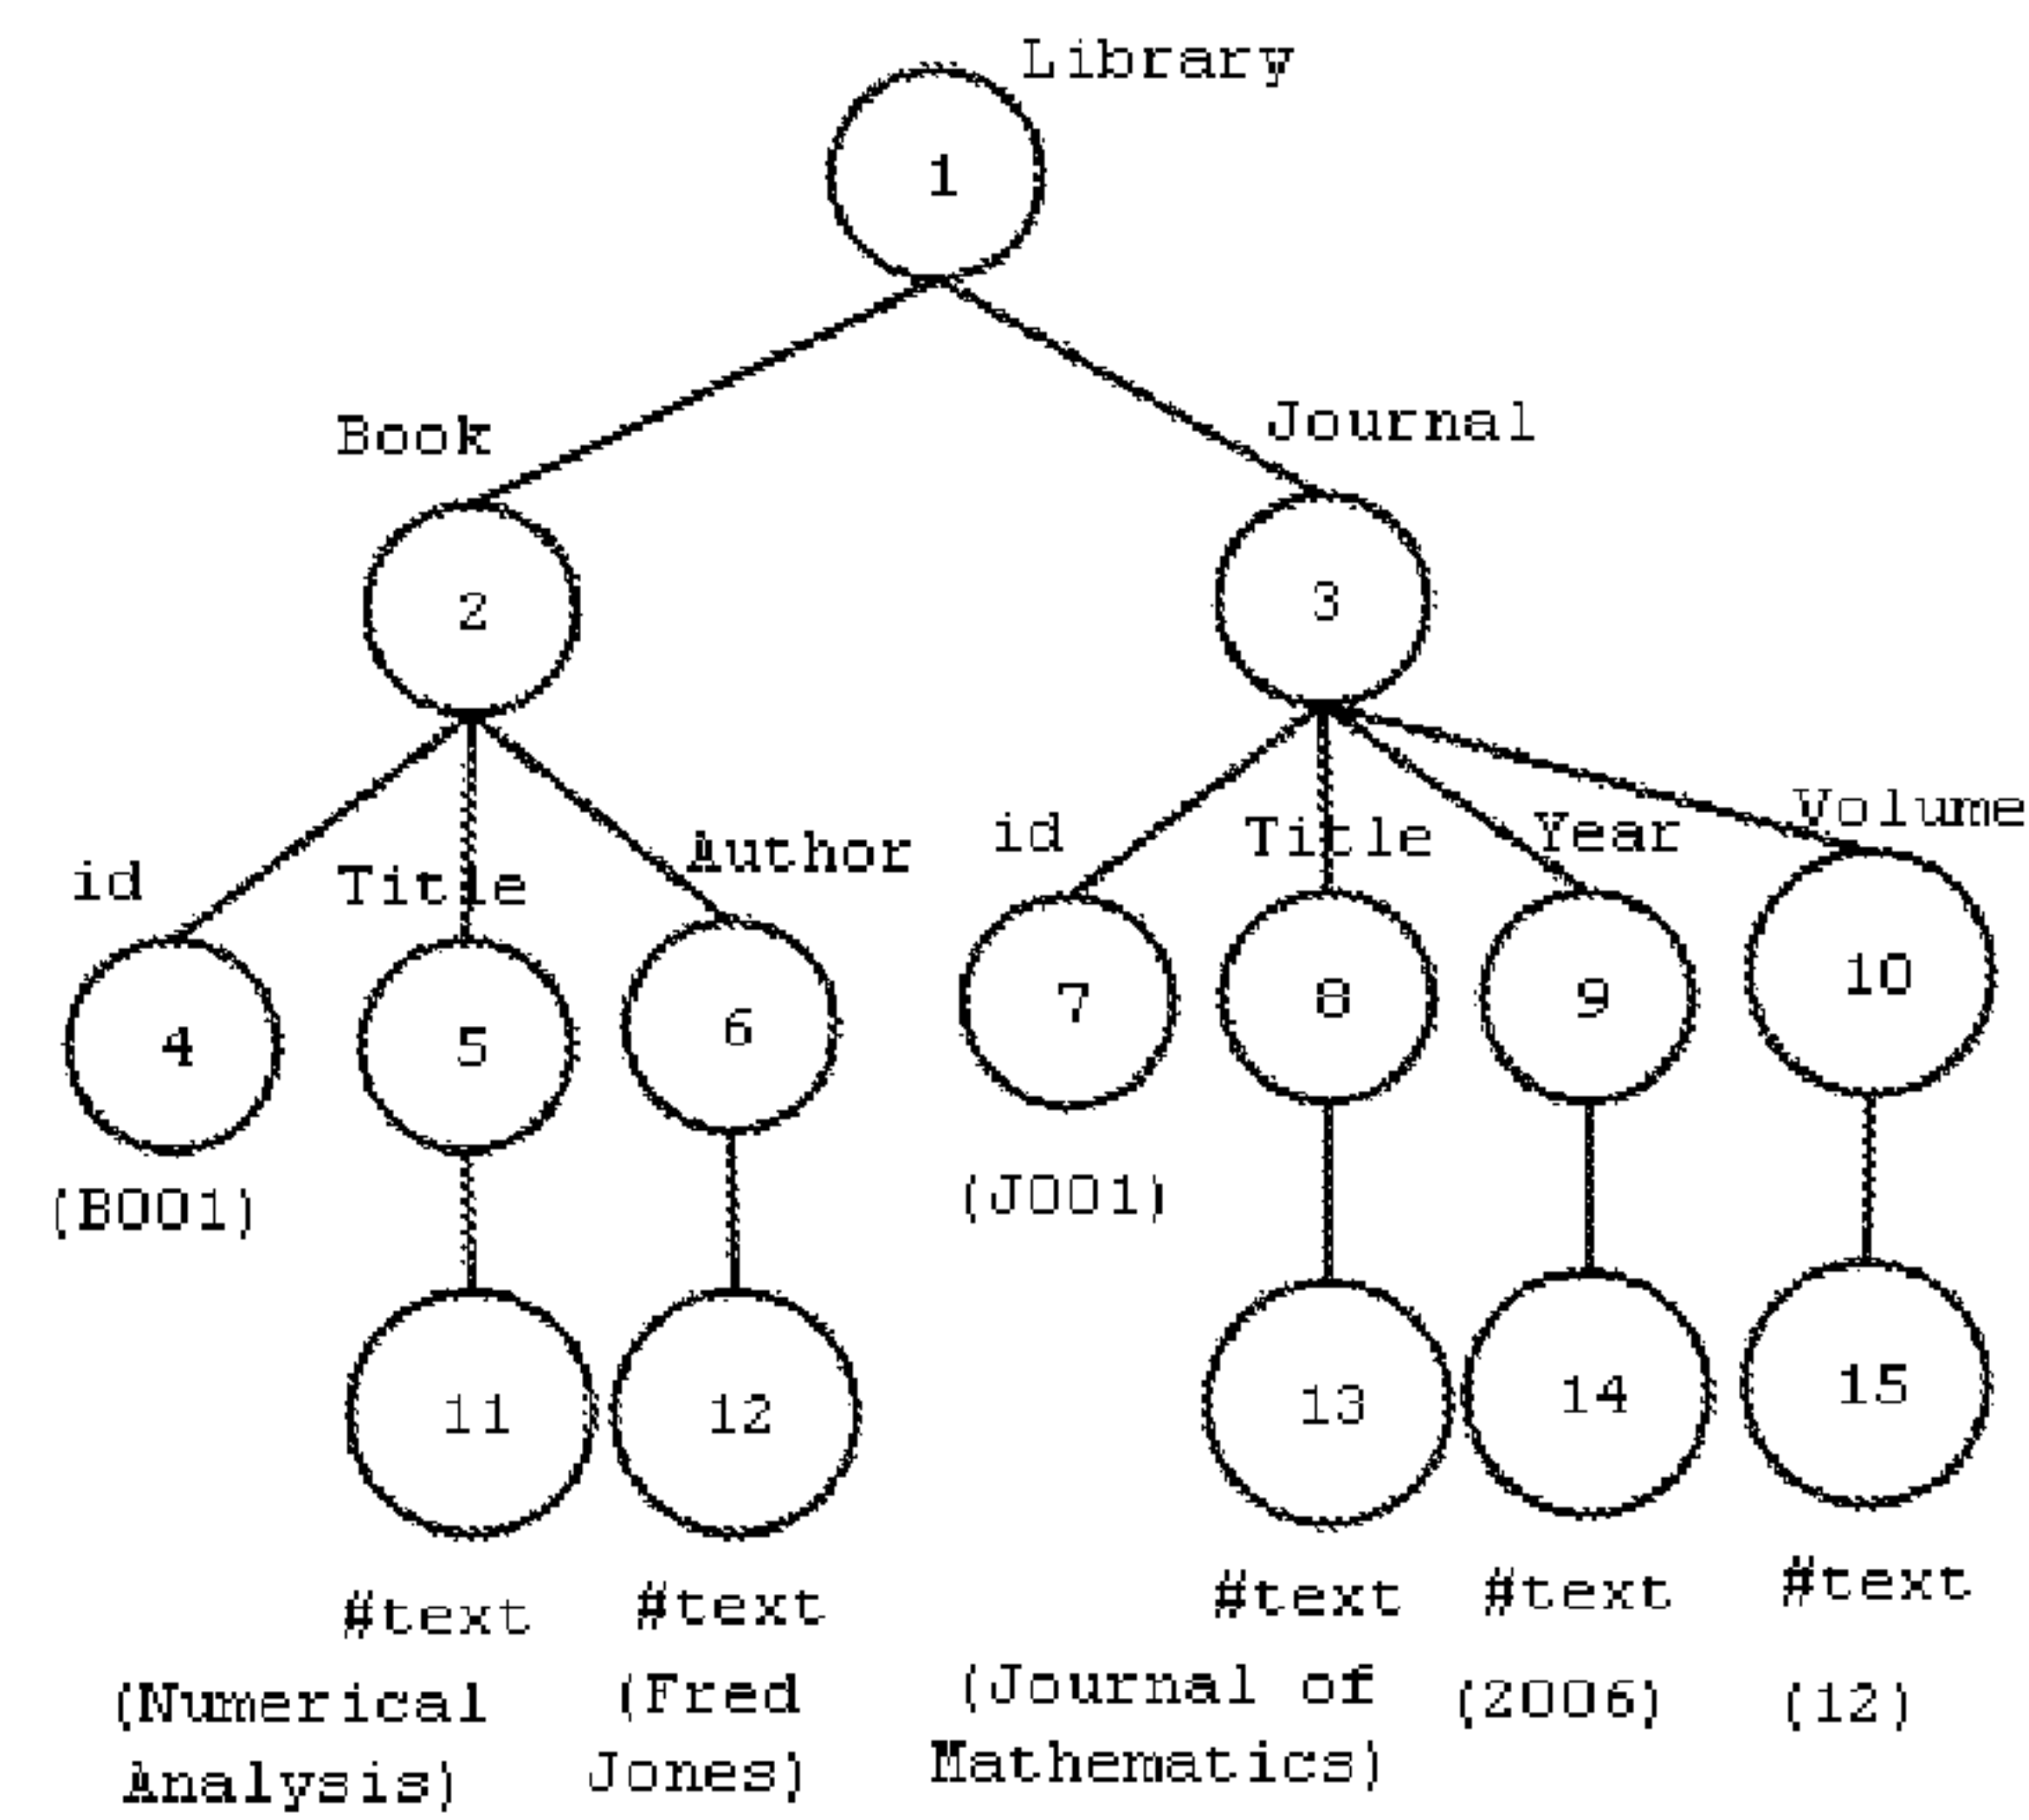 Library
1
Book
Journal
2
3
id
Title
Author
id
Title
Year
Volume
4
5
6
7
8
9
10
(B001)
(J001)
11
12
13
14
15
#text
#text
#text
#text
#text
(Numerical
Analysis)
(Fred
Jones)
(Journal of
Mathematics)
(2006)
(12)